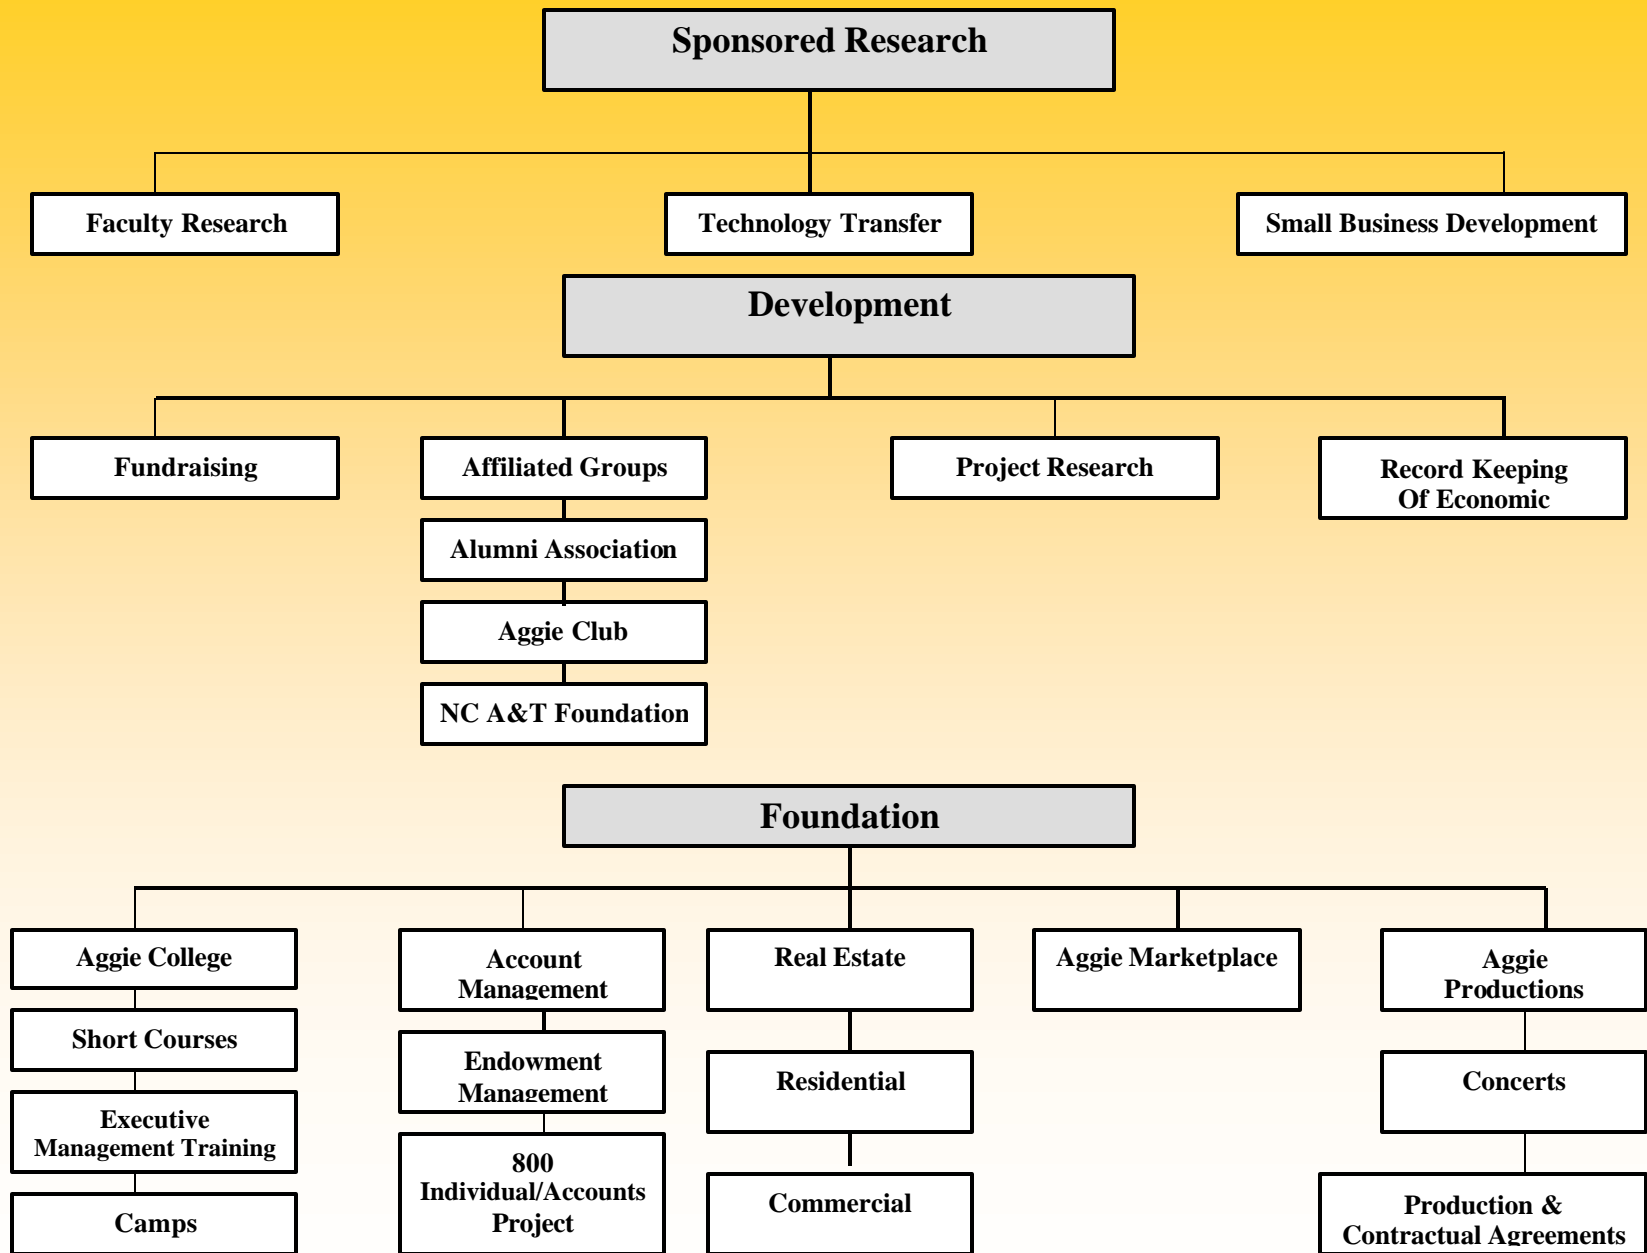 Sponsored Research
Faculty Research
Technology Transfer
Small Business Development
Development
Fundraising
Affiliated Groups
Project Research
Record Keeping
Of Economic
Alumni Association
Aggie Club
NC A&T Foundation
Foundation
Aggie College
Account
Management
Real Estate
Aggie Marketplace
Aggie
Productions
Short Courses
Endowment
Management
Residential
Concerts
Executive
Management Training
800
Individual/Accounts
Project
Commercial
Production &
Contractual Agreements
Camps